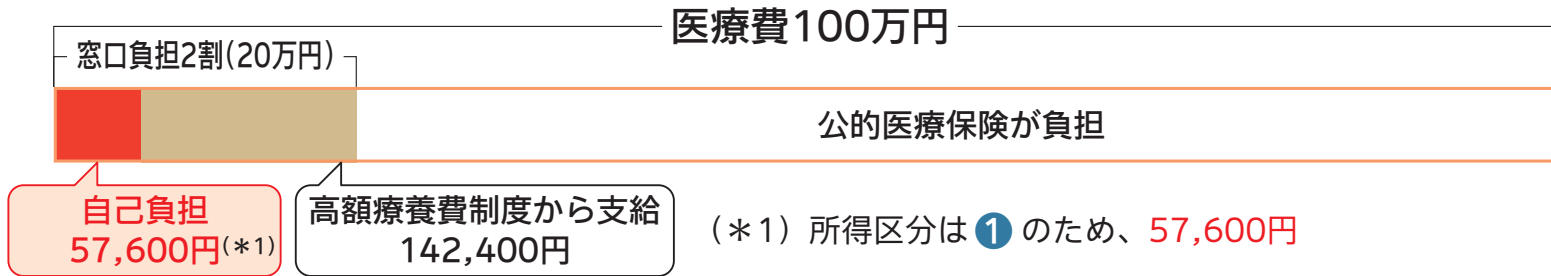 医療費100万円
窓口負担2割(20万円)
公的医療保険が負担
自己負担
57,600円(＊1)
高額療養費制度から支給
142,400円
(＊1) 所得区分は❶のため、57,600円